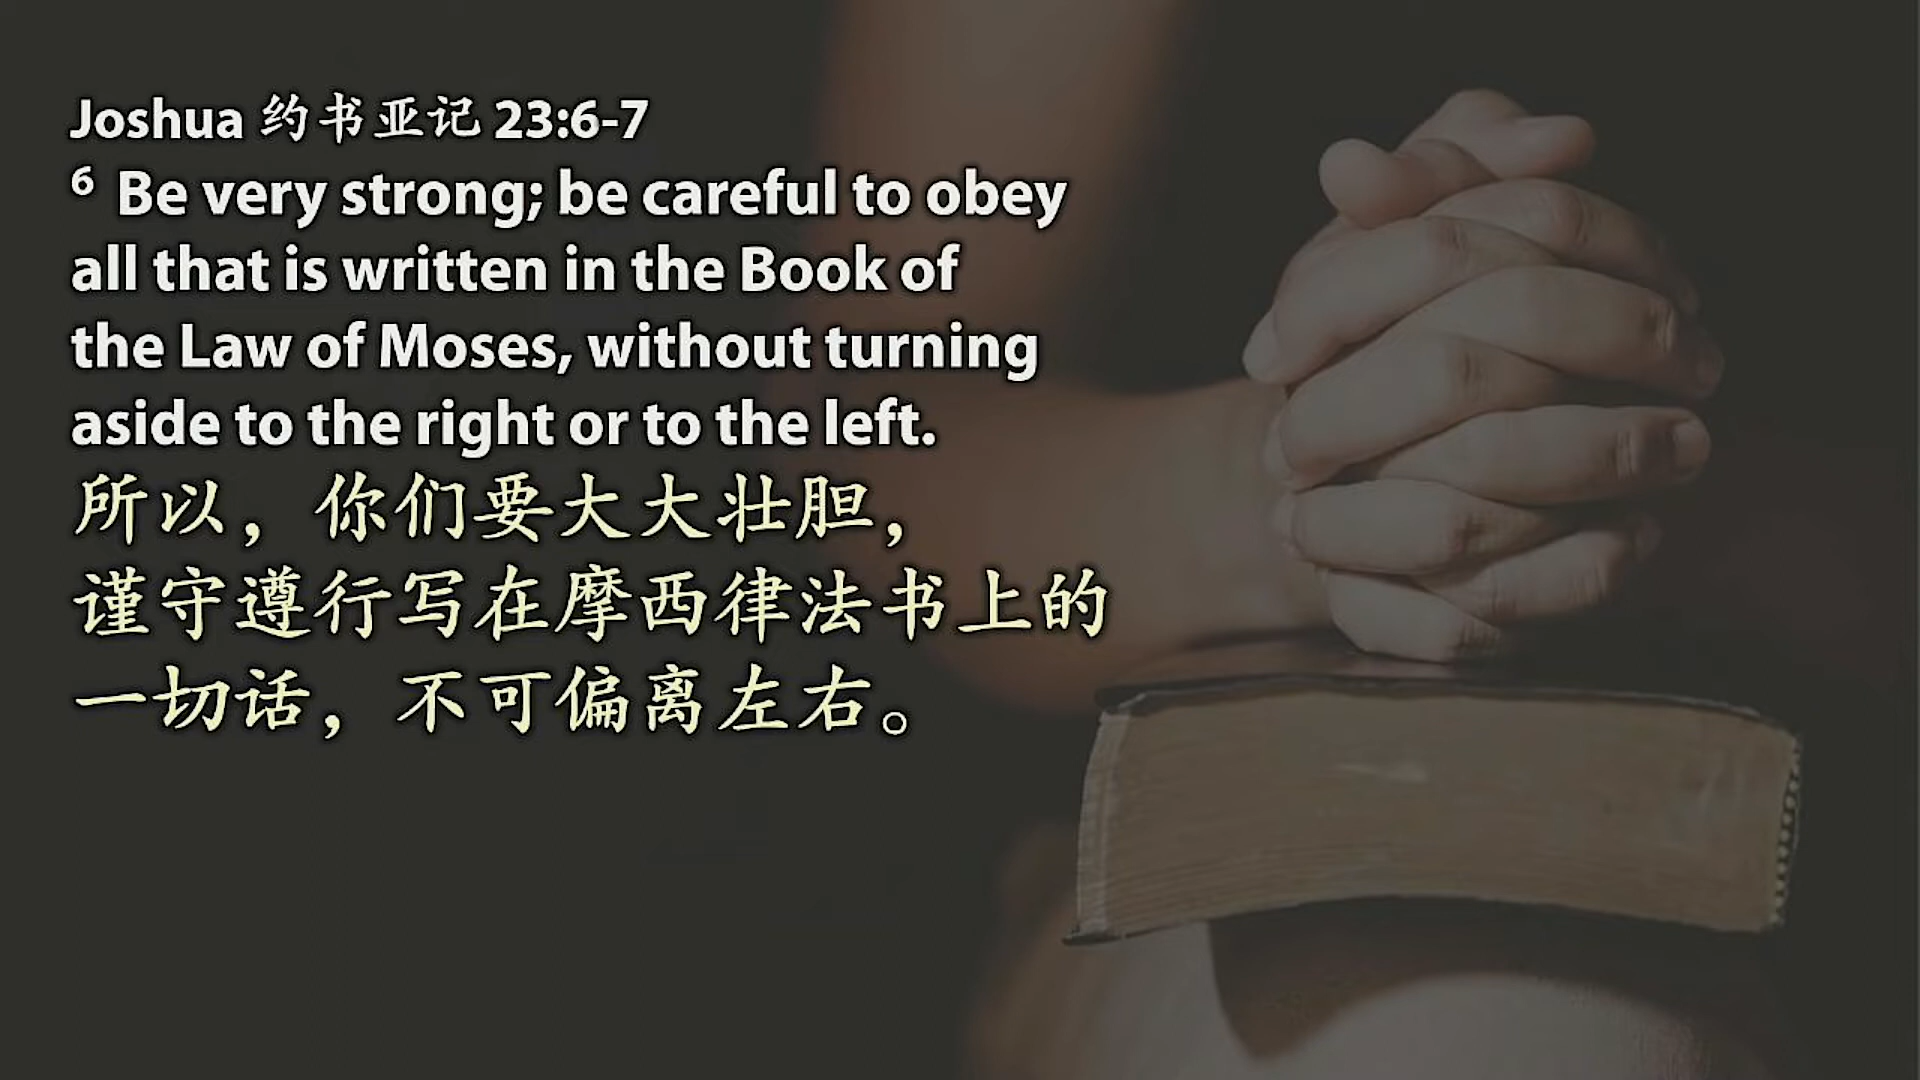 Joshua 约书亚记 23:6-7
6 Be very strong; be careful to obey
all that is written in the Book of
the Law of Moses, without turning
aside to the right or to the left.
所以，你们要大大壮胆，
谨守遵行写在摩西律法书上的
一切话，不可偏离左右。